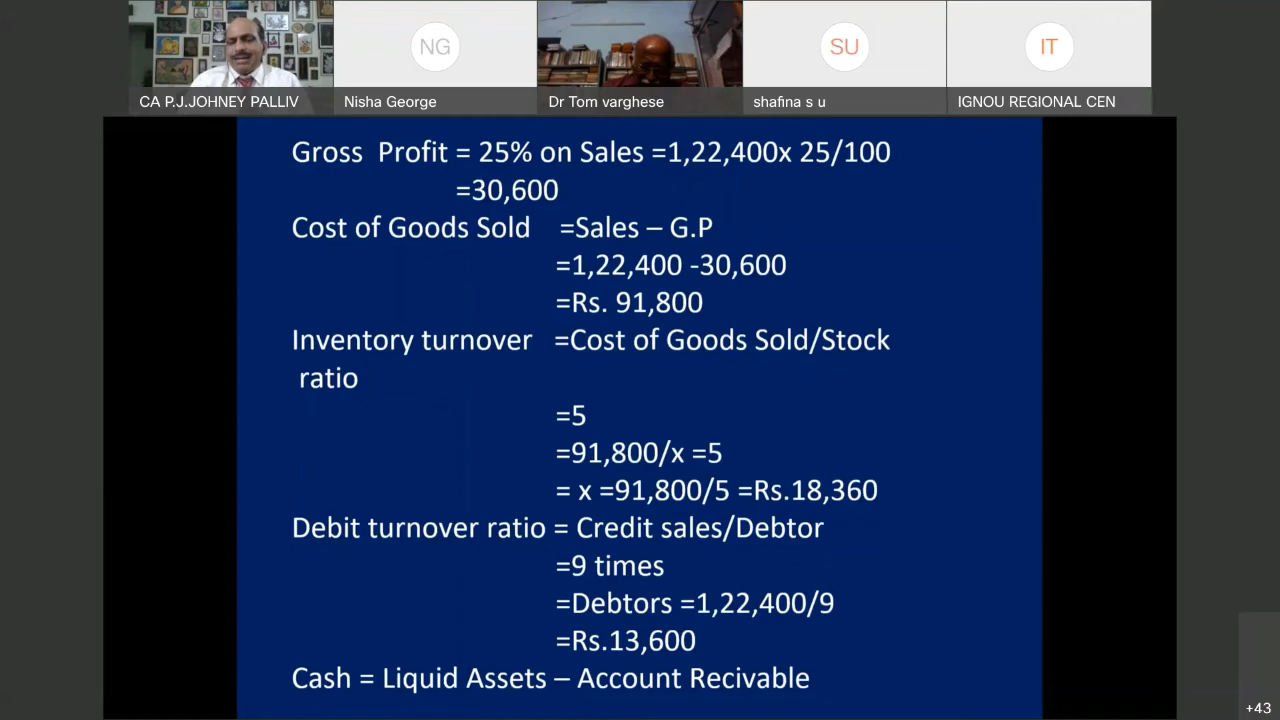 NG
SU
IT
CA P.J.JOHNEY PALLIV
Nisha George
Dr Tom varghese
shafina s u
IGNOU REGIONAL CEN
Gross Profit = 25% on Sales =1,22,400x 25/100
=30,600
Cost of Goods Sold =Sales – G.P
=1,22,400 -30,600
=Rs. 91,800
Inventory turnover =Cost of Goods Sold/Stock
ratio
=5
=91,800/x =5
= x =91,800/5 =Rs.18,360
Debit turnover ratio = Credit sales/Debtor
=9 times
=Debtors =1,22,400/9
=Rs.13,600
Cash = Liquid Assets – Account Recivable
+43